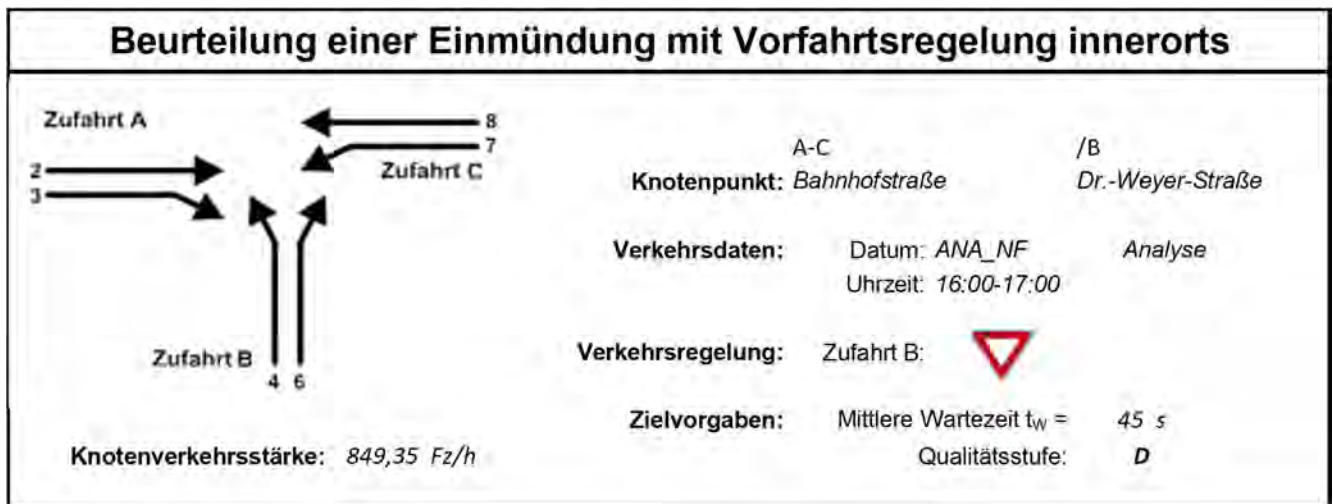 Beurteilung einer Einmündung mit Vorfahrtsregelung innerorts
Zufahrt A
8
7
Zufahrt C
2
3
Zufahrt B
4 6
Knotenverkehrsstärke: 849,35 Fz/h
A-C /B
Knotenpunkt: Bahnhofstraße Dr.-Weyer-Straße
Verkehrsdaten: Datum: ANA_NF Analyse
Uhrzeit: 16:00-17:00
Verkehrsregelung: Zufahrt B:
Zielvorgaben: Mittlere Wartezeit tW = 45 s
Qualitätsstufe: D